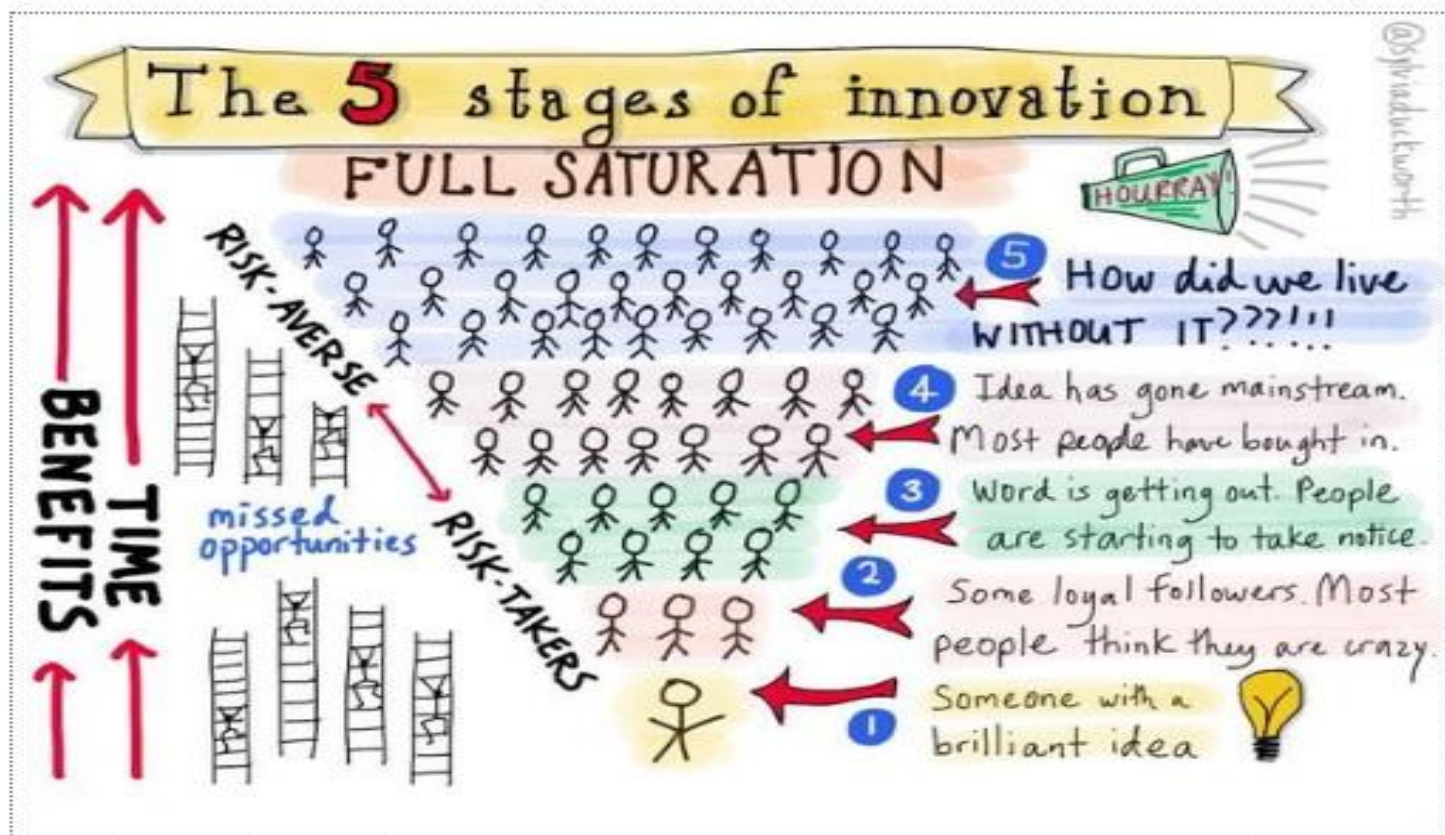 The 5 stages of innovation
@sylviaduckworth
FULL SATURATION
HOURRAY!
RISK-AVERSE
5
How did we live
WITHOUT IT???!!!
4
Idea has gone mainstream.
Most people have bought in.
BENEFITS
TIME
missed
opportunities
RISK-TAKERS
3
Word is getting out. People
are starting to take notice.
2
Some loyal followers. Most
people think they are crazy.
1
Someone with a
brilliant idea